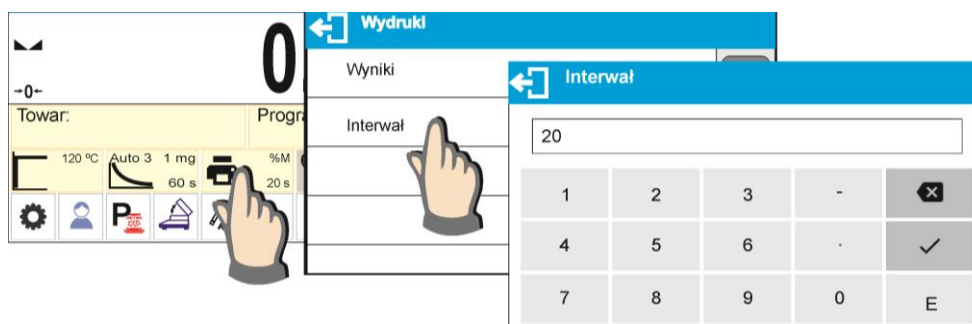 0
→0←
Towar:
Progra
120 °C
Auto 3 1 mg
60 s
%M
20 s
P
Wydruki
Wyniki
Interwał
Interwał
20
1 2 3 -
4 5 6 .
7 8 9 0 E